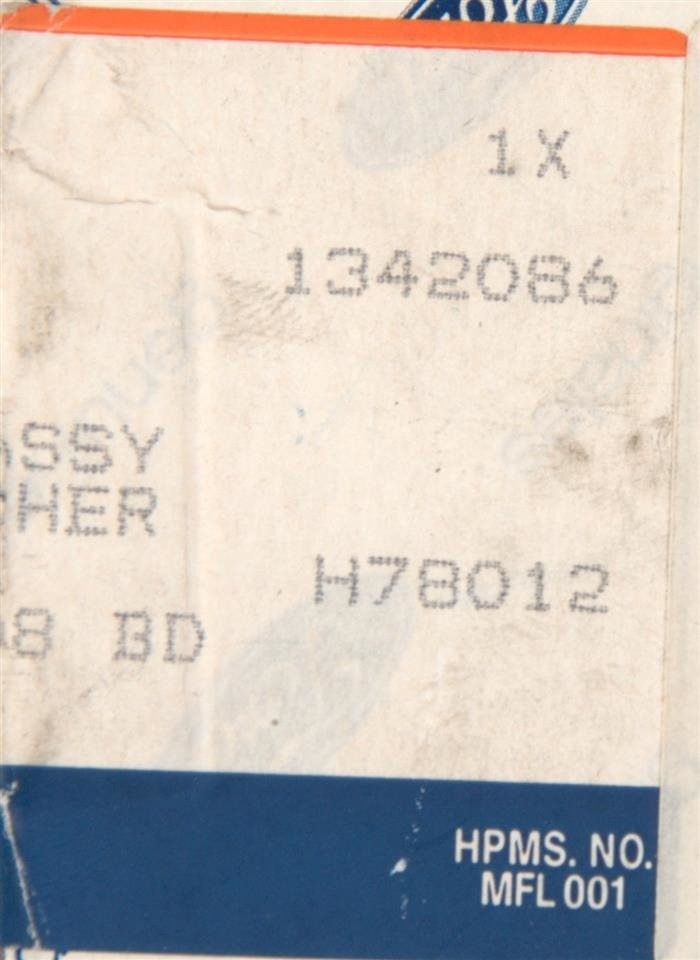 1X
1342086
SSY
HER
8 BD
H78012
HPMS. NO.
MFL 001